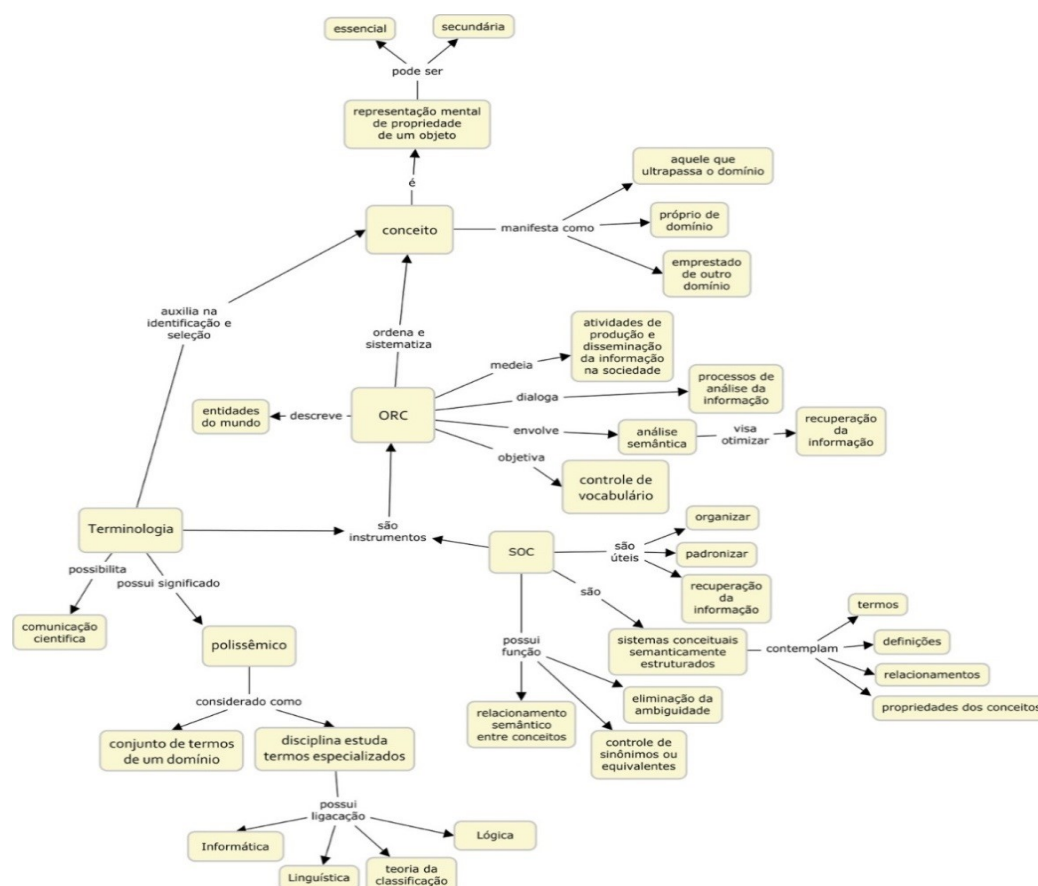 essencial
secundária
pode ser
representação mental
de propriedade
de um objeto
é
aquele que
ultrapassa o domínio
conceito
manifesta como
próprio de
domínio
emprestado
de outro
domínio
auxilia na
identificação e
seleção
ordena e
sistematiza
atividades de
produção e
disseminação
da informação
na sociedade
medeia
processos de
análise da
informação
dialoga
entidades
do mundo
descreve
ORC
envolve
análise
semântica
visa
otimizar
recuperação
da
informação
objetiva
controle de
vocabulário
Terminologia
são
instrumentos
SOC
são
úteis
organizar
padronizar
recuperação
da
informação
possibilita
possui significado
comunicação
cientifica
polissêmico
são
possui
função
sistemas conceituais
semanticamente
estruturados
contemplam
termos
definições
relacionamentos
propriedades dos conceitos
eliminação da
ambiguidade
relacionamento
semântico
entre conceitos
controle de
sinônimos ou
equivalentes
considerado como
conjunto de termos
de um domínio
disciplina estuda
termos especializados
possui
ligacação
Informática
Linguística
teoria da
classificação
Lógica